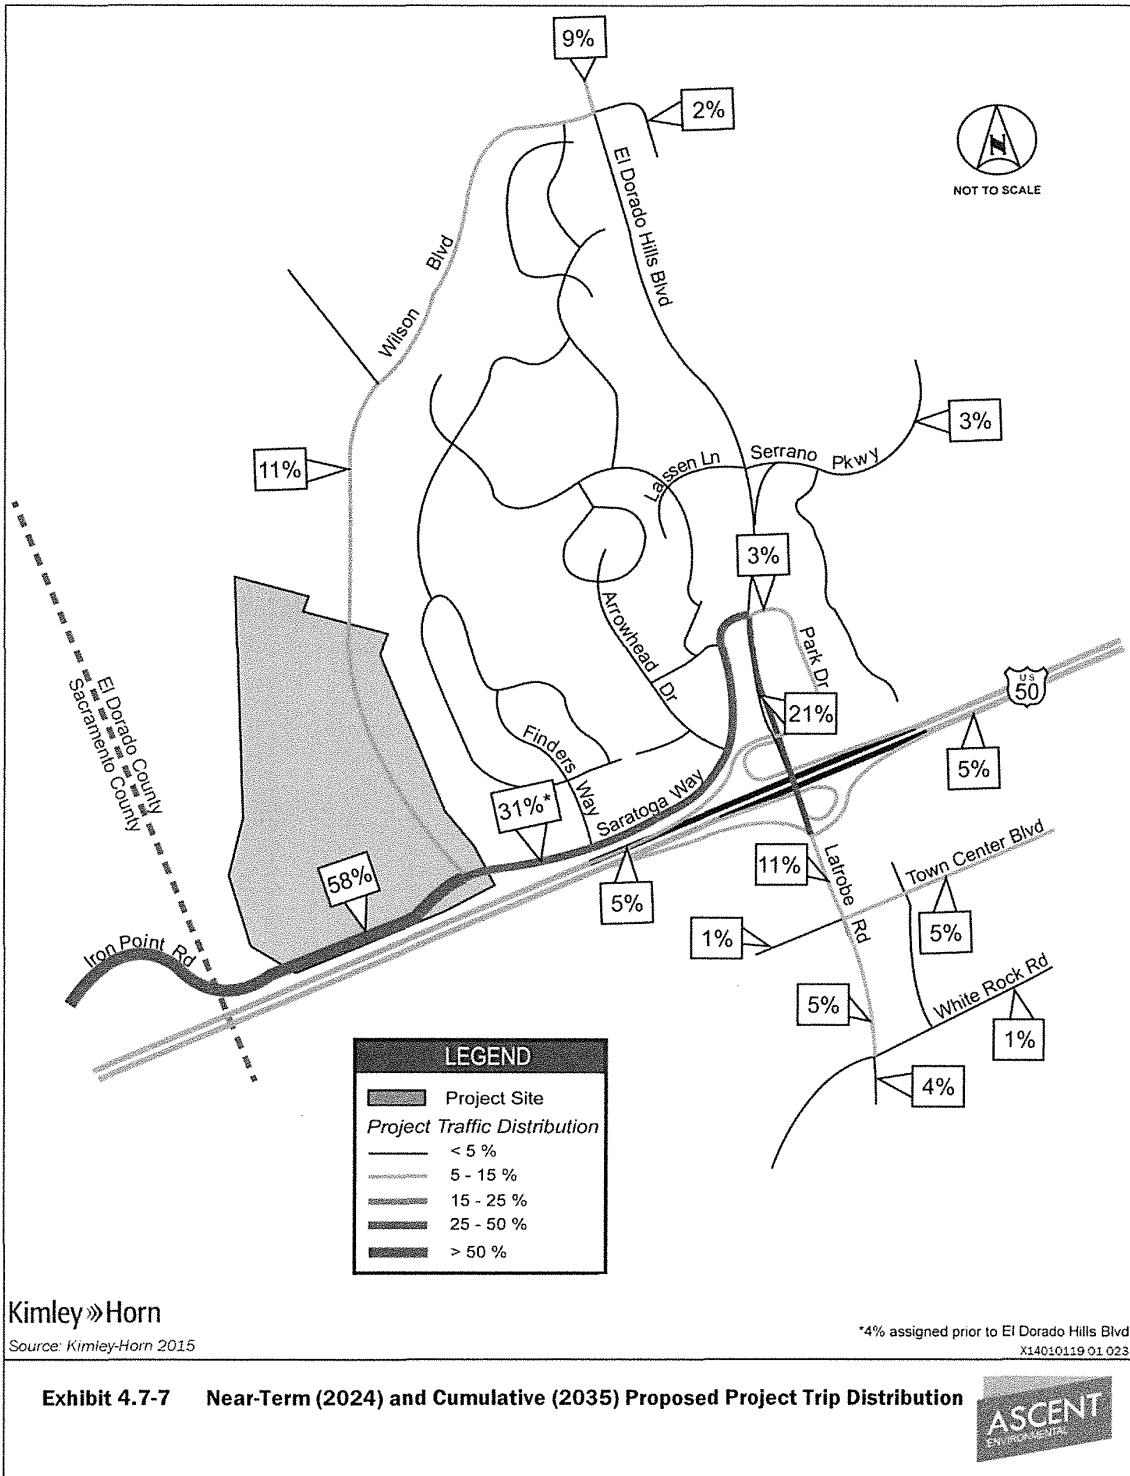 9%
2%
N
NOT TO SCALE
El Dorado Hills Blvd
Wilson Blvd
3%
11%
Lassen Ln
Serrano Pkwy
3%
Arrowhead Dr
Park Dr
El Dorado County
Sacramento County
21%
US
50
Finders Way
5%
31%*
Saratoga Way
58%
5%
11%
Latrobe Rd
Town Center Blvd
1%
5%
Iron Point Rd
5%
White Rock Rd
1%
4%
LEGEND
Project Site
Project Traffic Distribution
< 5 %
5 - 15 %
15 - 25 %
25 - 50 %
> 50 %
Kimley»Horn
Source: Kimley-Horn 2015
*4% assigned prior to El Dorado Hills Blvd
X14010119 01 023
Exhibit 4.7-7 Near-Term (2024) and Cumulative (2035) Proposed Project Trip Distribution
ASCENT
ENVIRONMENTAL